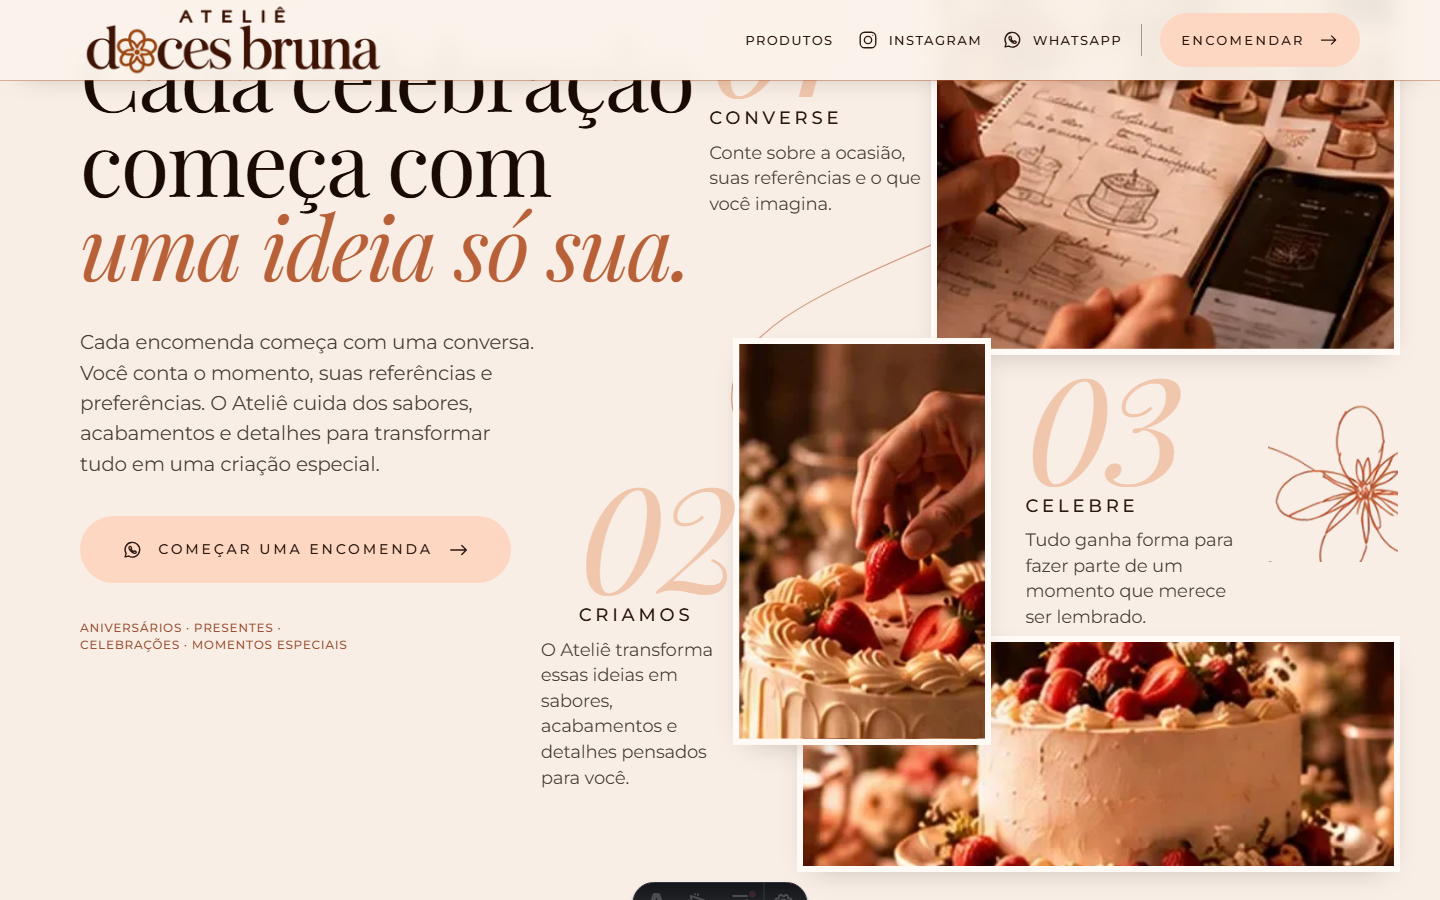 ATELIÊ
doces bruna
PRODUTOS
INSTAGRAM
WHATSAPP
ENCOMENDAR
Cada celebração
começa com
uma ideia só sua.
Cada encomenda começa com uma conversa.
Você conta o momento, suas referências e
preferências. O Ateliê cuida dos sabores,
acabamentos e detalhes para transformar
tudo em uma criação especial.
COMEÇAR UMA ENCOMENDA
ANIVERSÁRIOS · PRESENTES ·
CELEBRAÇÕES · MOMENTOS ESPECIAIS
01
CONVERSE
Conte sobre a ocasião,
suas referências e o que
você imagina.
02
CRIAMOS
O Ateliê transforma
essas ideias em
sabores,
acabamentos e
detalhes pensados
para você.
03
CELEBRE
Tudo ganha forma para
fazer parte de um
momento que merece
ser lembrado.